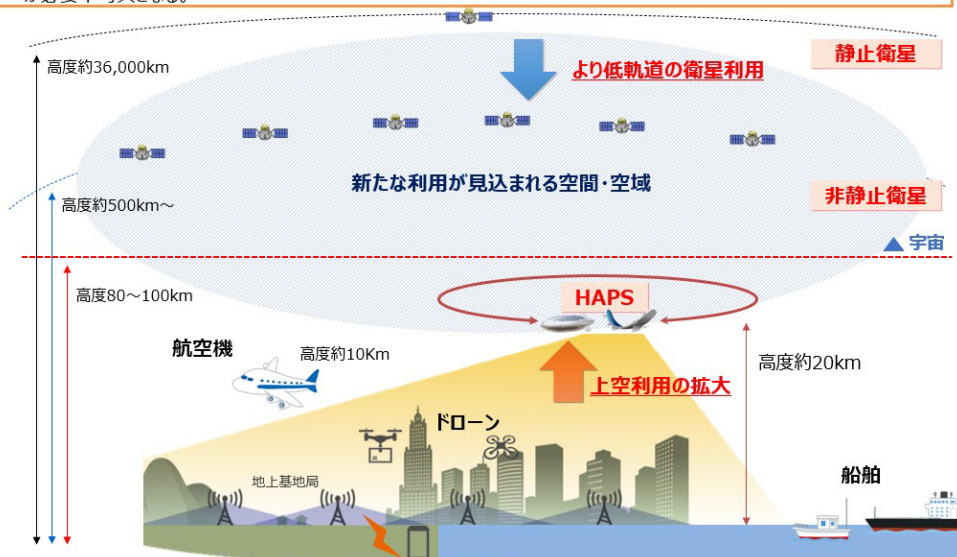 静止衛星
高度約36,000km
より低軌道の衛星利用
新たな利用が見込まれる空間・空域
非静止衛星
高度約500km～
宇宙
高度80～100km
HAPS
航空機
高度約10Km
高度約20km
上空利用の拡大
ドローン
船舶
地上基地局